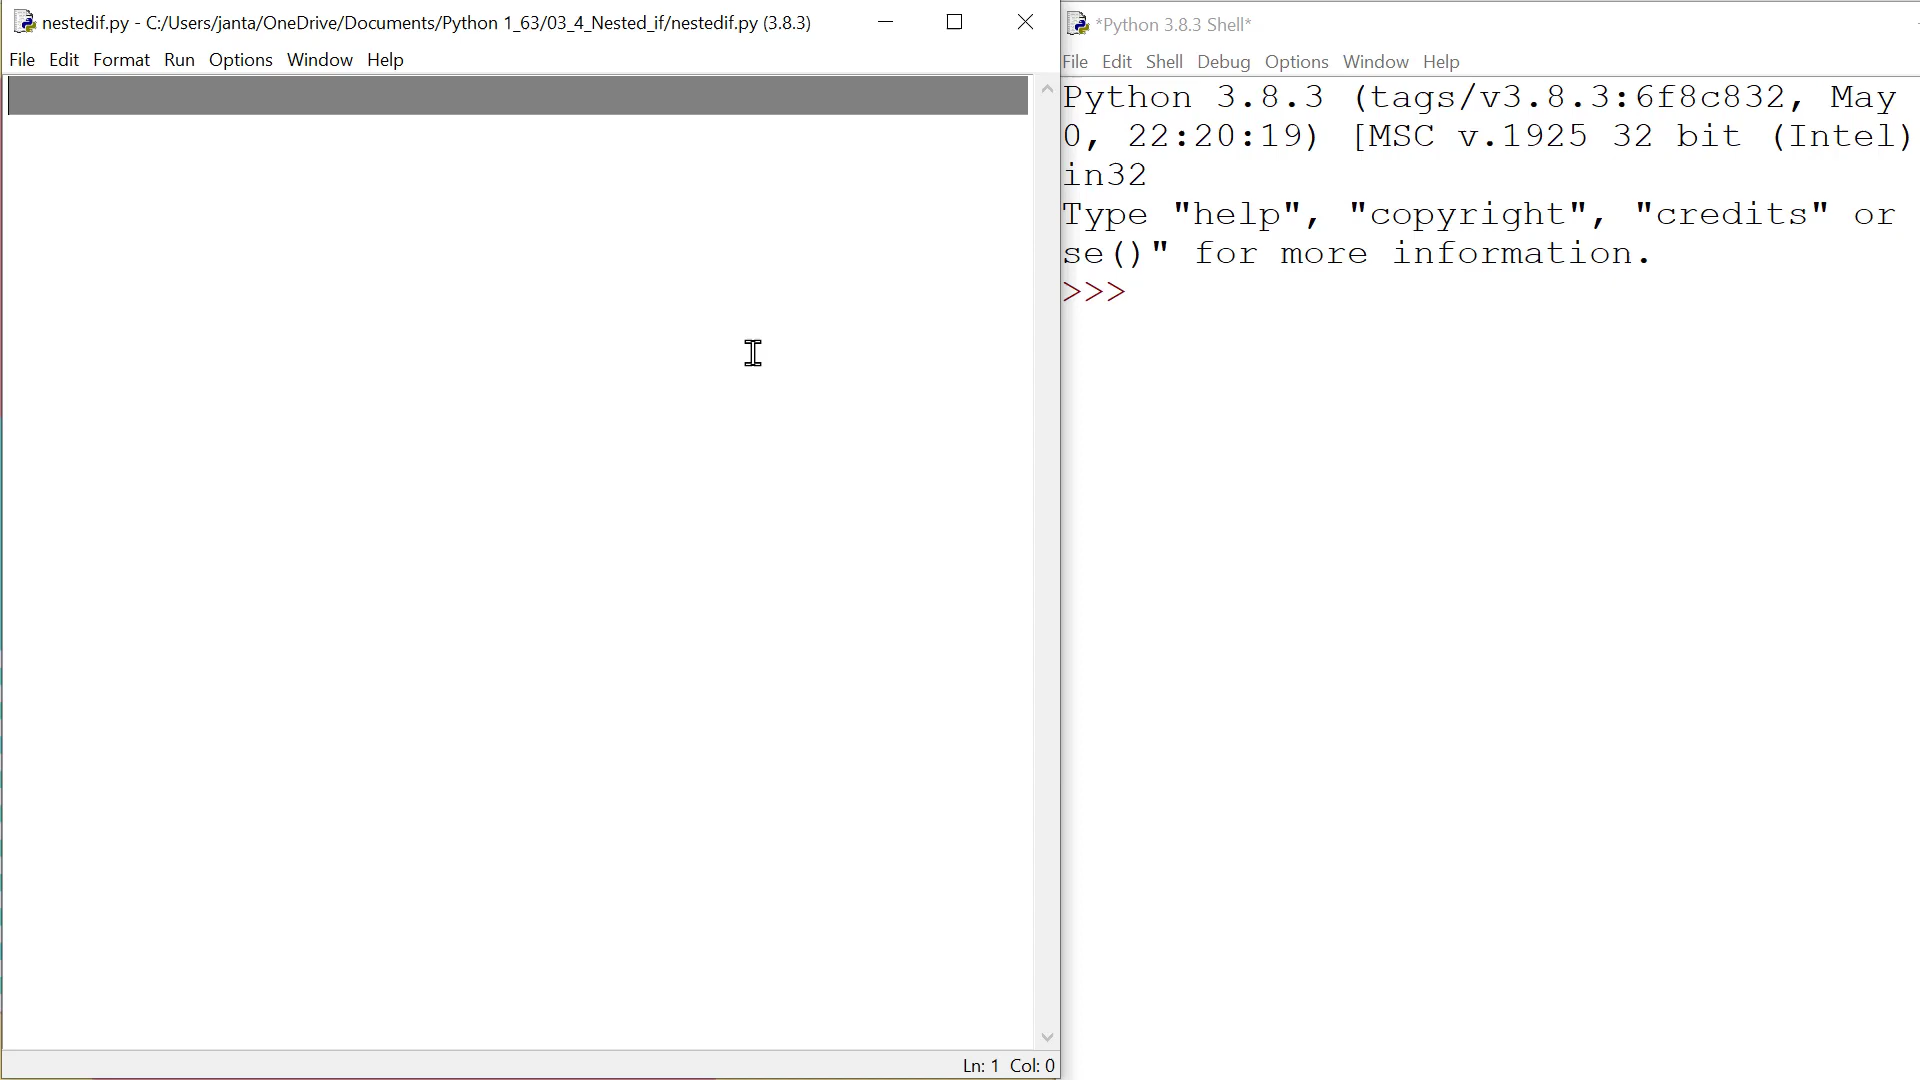 nestedif.py - C:/Users/janta/OneDrive/Documents/Python 1_63/03_4_Nested_if/nestedif.py (3.8.3)
File Edit Format Run Options Window Help
Ln: 1 Col: 0
*Python 3.8.3 Shell*
File Edit Shell Debug Options Window Help
Python 3.8.3 (tags/v3.8.3:6f8c832, May
0, 22:20:19) [MSC v.1925 32 bit (Intel)
in32
Type "help", "copyright", "credits" or
se()" for more information.
>>>